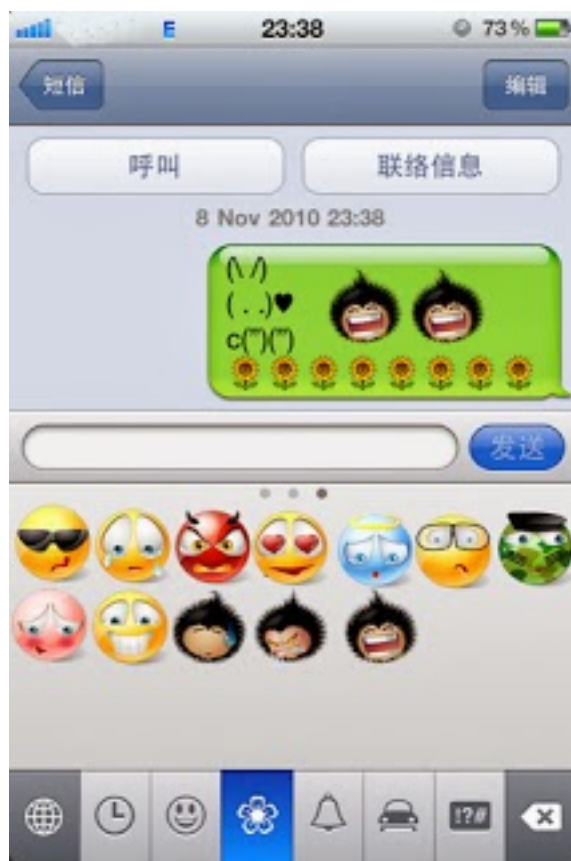 E 23:38 73%
短信 编辑
呼叫 联络信息
8 Nov 2010 23:38
(\ /)
( . .)♥
c(")(")
发送
!?#